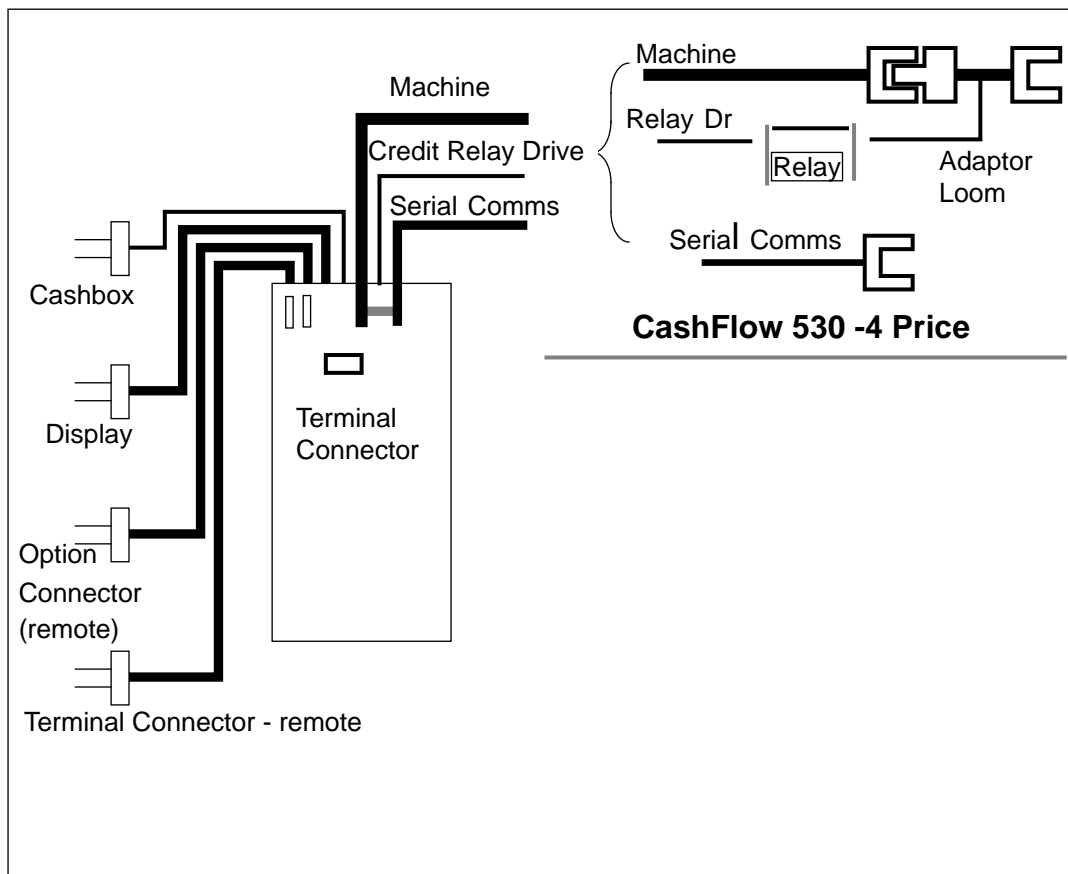 Machine
Credit Relay Drive
Serial Comms
Cashbox
Display
Option
Connector
(remote)
Terminal Connector - remote
Terminal
Connector
Machine
Relay Dr
Relay
Adaptor
Loom
Serial Comms
CashFlow 530 -4 Price